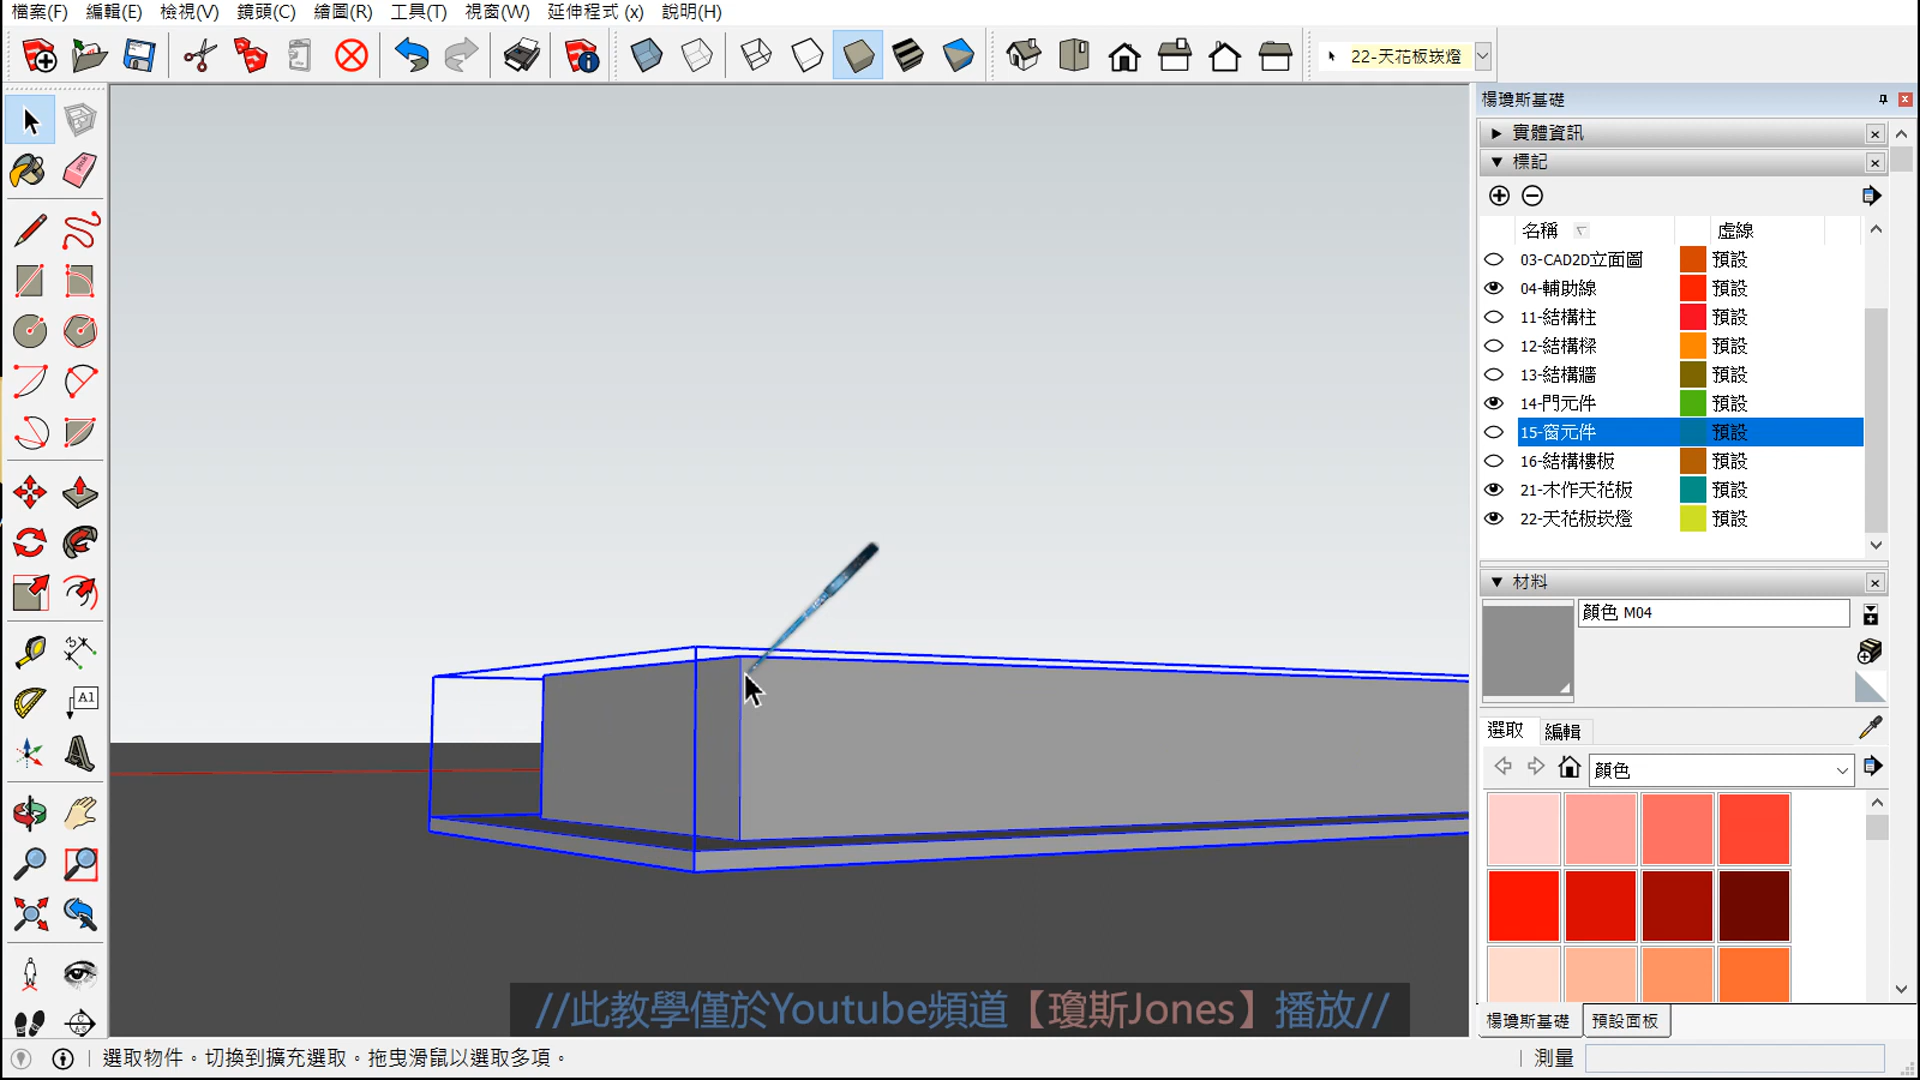 檔案(F) 編輯(E) 檢視(V) 鏡頭(C) 繪圖(R) 工具(T) 視窗(W) 延伸程式 (x) 說明(H)
22-天花板崁燈
楊瓊斯基礎
實體資訊
標記
名稱 虛線
03-CAD2D立面圖 預設
04-輔助線 預設
11-結構柱 預設
12-結構樑 預設
13-結構牆 預設
14-門元件 預設
15-窗元件 預設
16-結構樓板 預設
21-木作天花板 預設
22-天花板崁燈 預設
材料
顏色 M04
選取 編輯
顏色
A1
//此教學僅於Youtube頻道【瓊斯Jones】播放//
楊瓊斯基礎 預設面板
選取物件。切換到擴充選取。拖曳滑鼠以選取多項。
測量